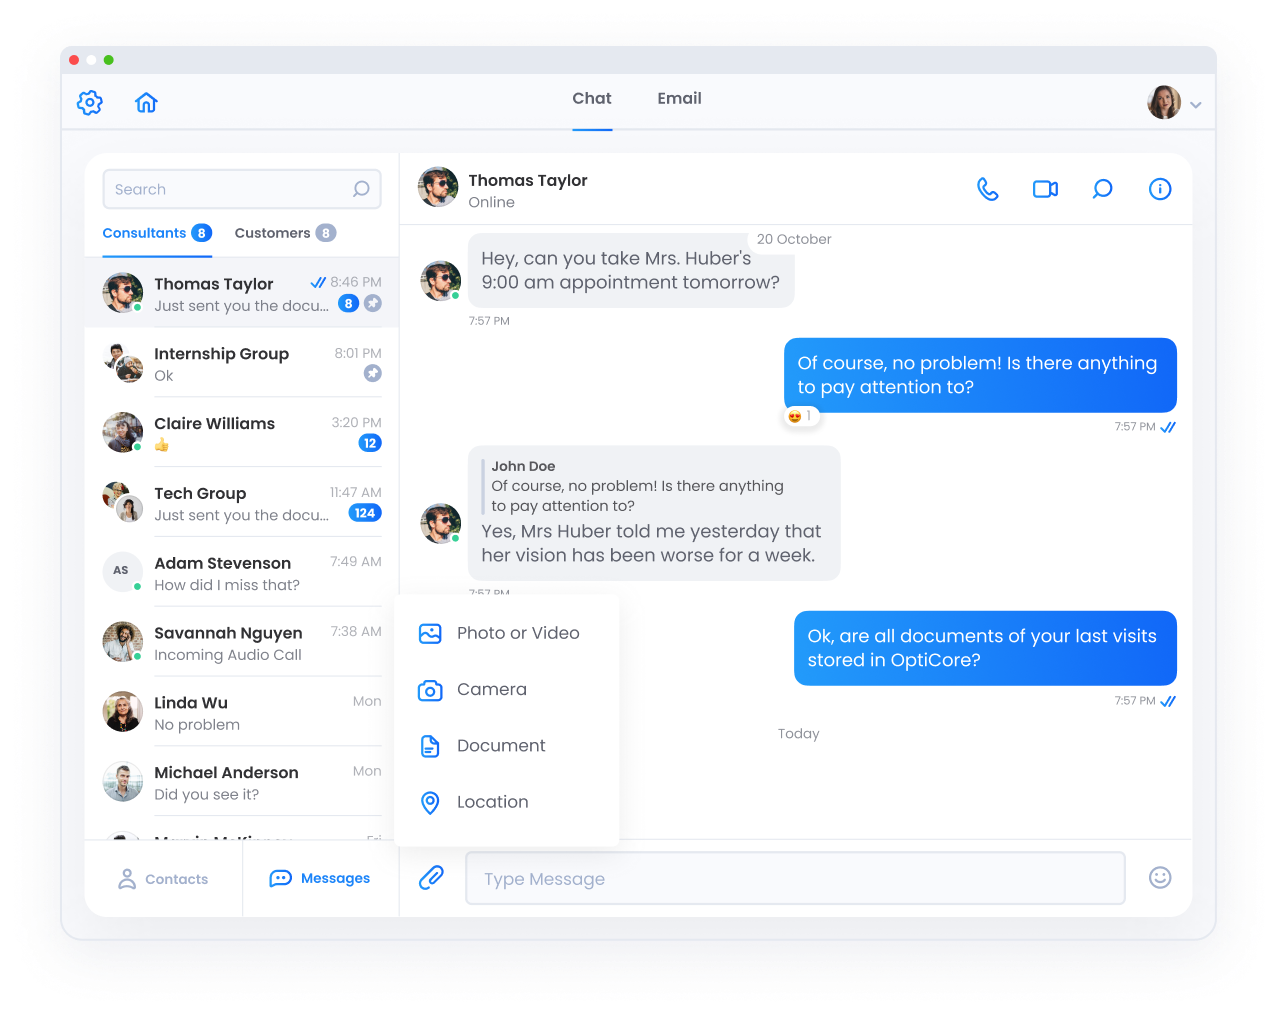 Chat
Email
Search
Consultants 8
Customers 8
Thomas Taylor 8:46 PM
Just sent you the docu... 8
Internship Group 8:01 PM
Ok
Claire Williams 3:20 PM
👍 12
Tech Group 11:47 AM
Just sent you the docu... 124
AS
Adam Stevenson 7:49 AM
How did I miss that?
Savannah Nguyen 7:38 AM
Incoming Audio Call
Linda Wu Mon
No problem
Michael Anderson Mon
Did you see it?
Marvin McKinney Fri
Contacts
Messages
Thomas Taylor
Online
20 October
Hey, can you take Mrs. Huber's
9:00 am appointment tomorrow?
7:57 PM
Of course, no problem! Is there anything
to pay attention to?
😍 1
7:57 PM
John Doe
Of course, no problem! Is there anything
to pay attention to?
Yes, Mrs Huber told me yesterday that
her vision has been worse for a week.
7:57 PM
Ok, are all documents of your last visits
stored in OptiCore?
7:57 PM
Today
Photo or Video
Camera
Document
Location
Type Message